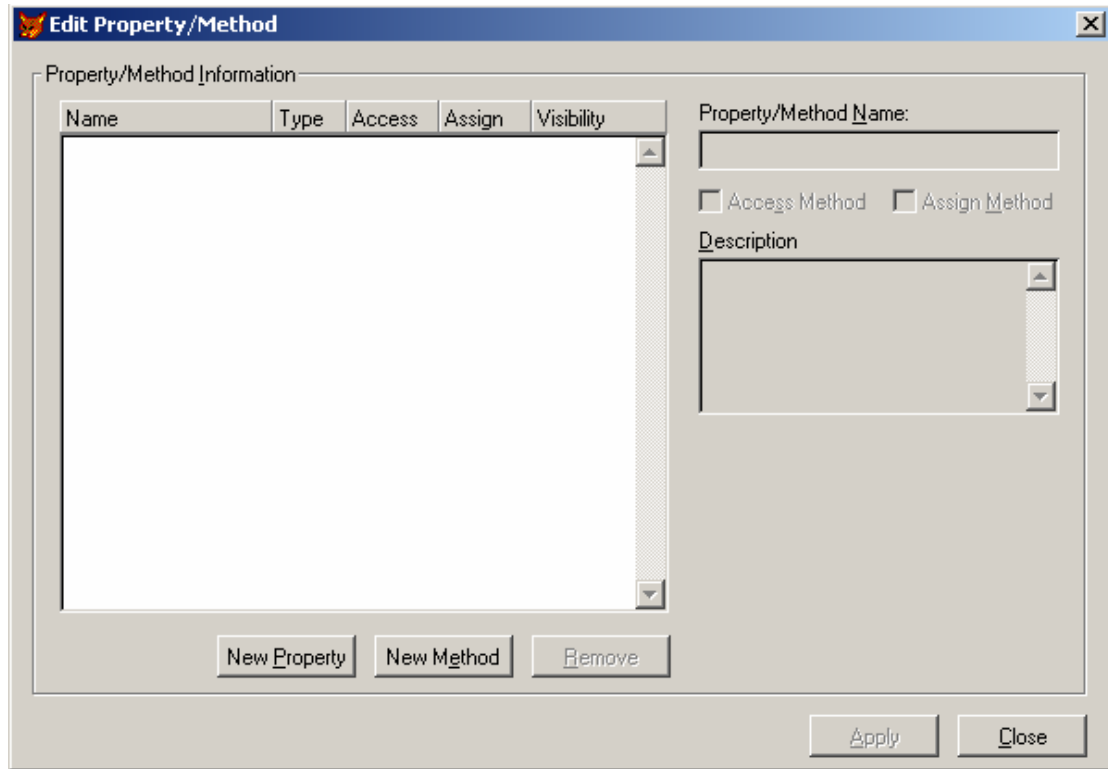 Edit Property/Method
Property/Method Information
Name Type Access Assign Visibility
Property/Method Name:
Access Method Assign Method
Description
New Property New Method Remove
Apply Close